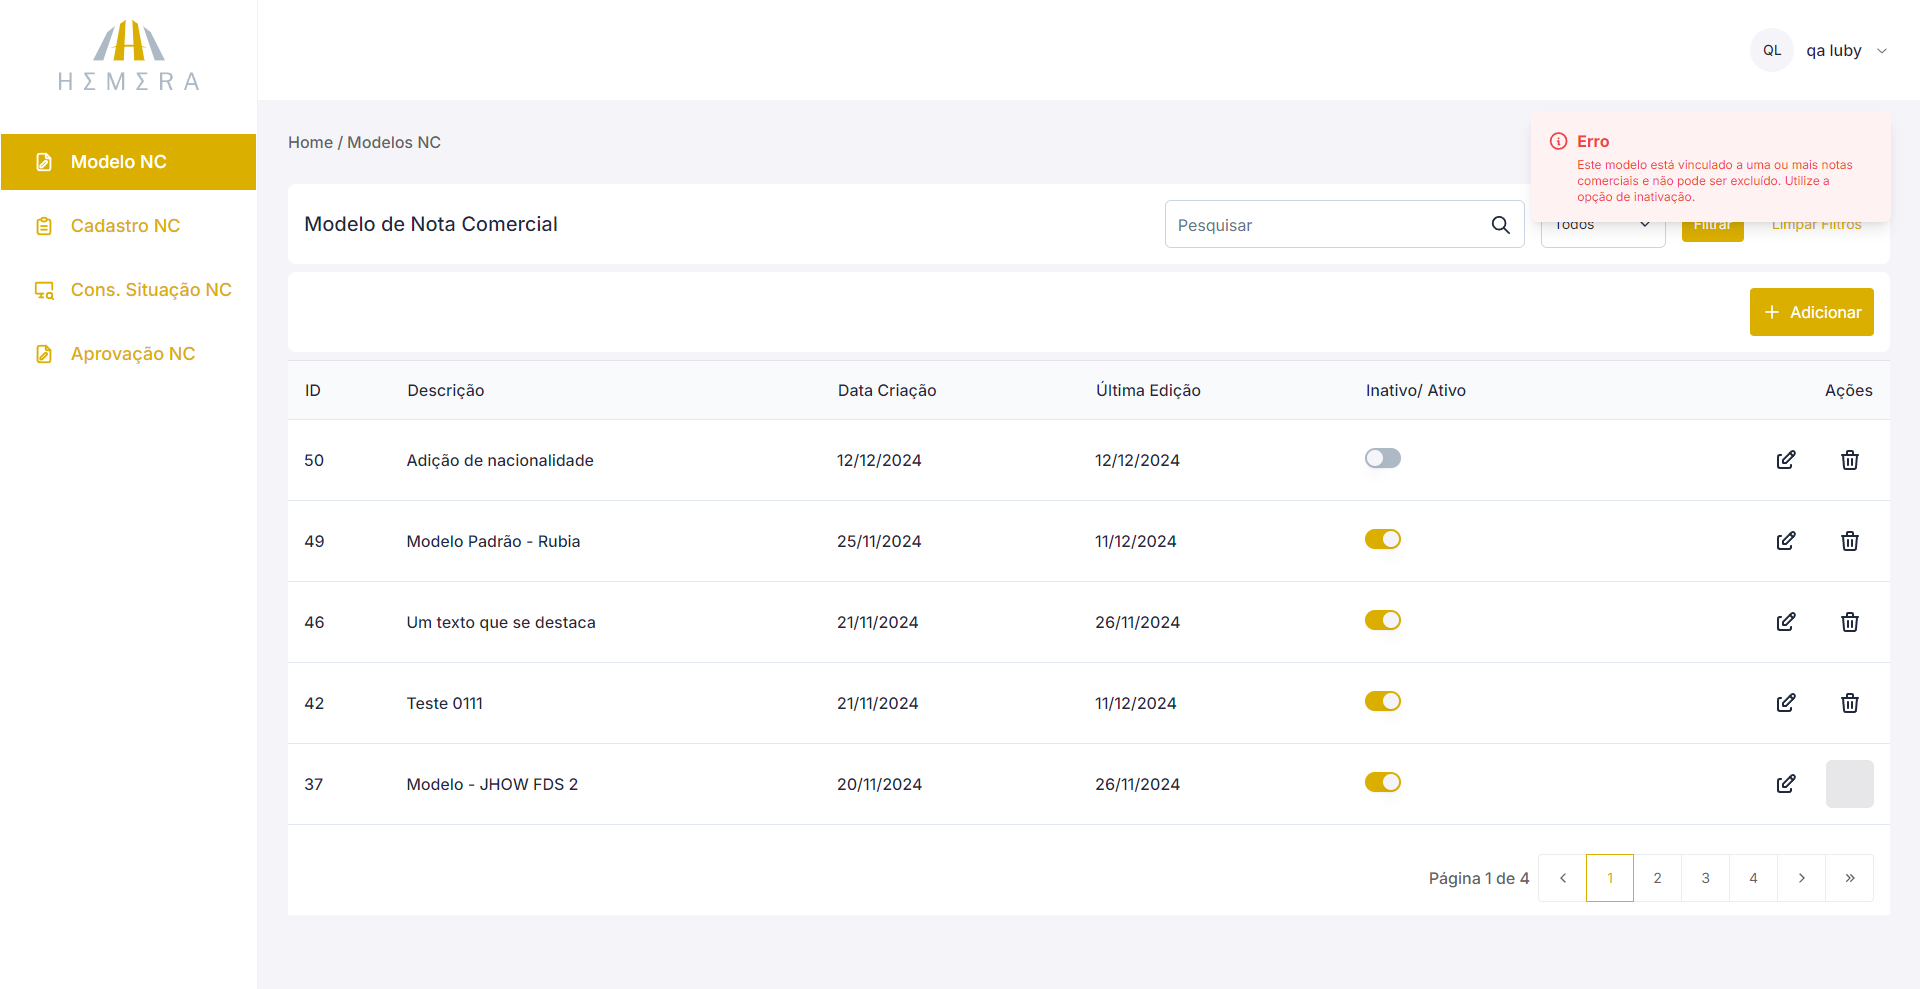 HΣMΣRA
QL
qa luby
Modelo NC
Cadastro NC
Cons. Situação NC
Aprovação NC
Home / Modelos NC
Erro
Este modelo está vinculado a uma ou mais notas
comerciais e não pode ser excluído. Utilize a
opção de inativação.
Modelo de Nota Comercial
Pesquisar
Todos
Filtrar
Limpar Filtros
Adicionar
ID Descrição Data Criação Última Edição Inativo/ Ativo Ações
50 Adição de nacionalidade 12/12/2024 12/12/2024
49 Modelo Padrão - Rubia 25/11/2024 11/12/2024
46 Um texto que se destaca 21/11/2024 26/11/2024
42 Teste 0111 21/11/2024 11/12/2024
37 Modelo - JHOW FDS 2 20/11/2024 26/11/2024
Página 1 de 4 ‹ 1 2 3 4 › »